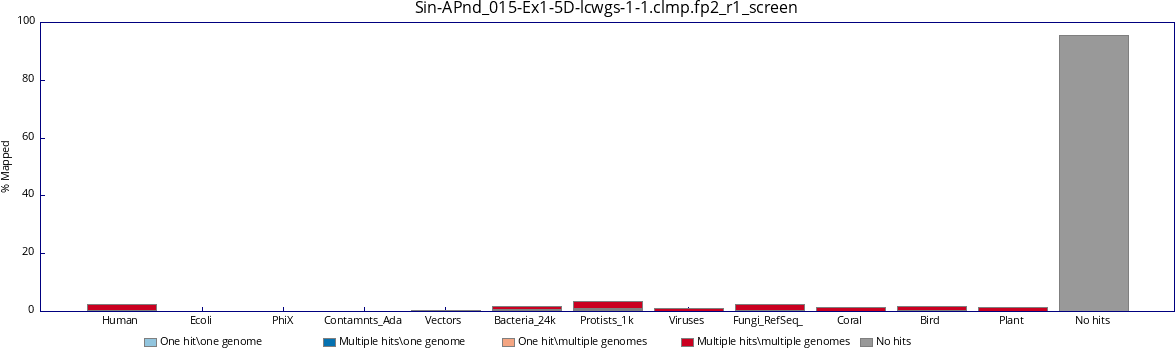 Sin-APnd_015-Ex1-5D-lcwgs-1-1.clmp.fp2_r1_screen
100
80
60
40
20
0
% Mapped
Human Ecoli PhiX Contamnts_Ada Vectors Bacteria_24k Protists_1k Viruses Fungi_RefSeq_ Coral Bird Plant No hits
One hit\one genome Multiple hits\one genome One hit\multiple genomes Multiple hits\multiple genomes No hits